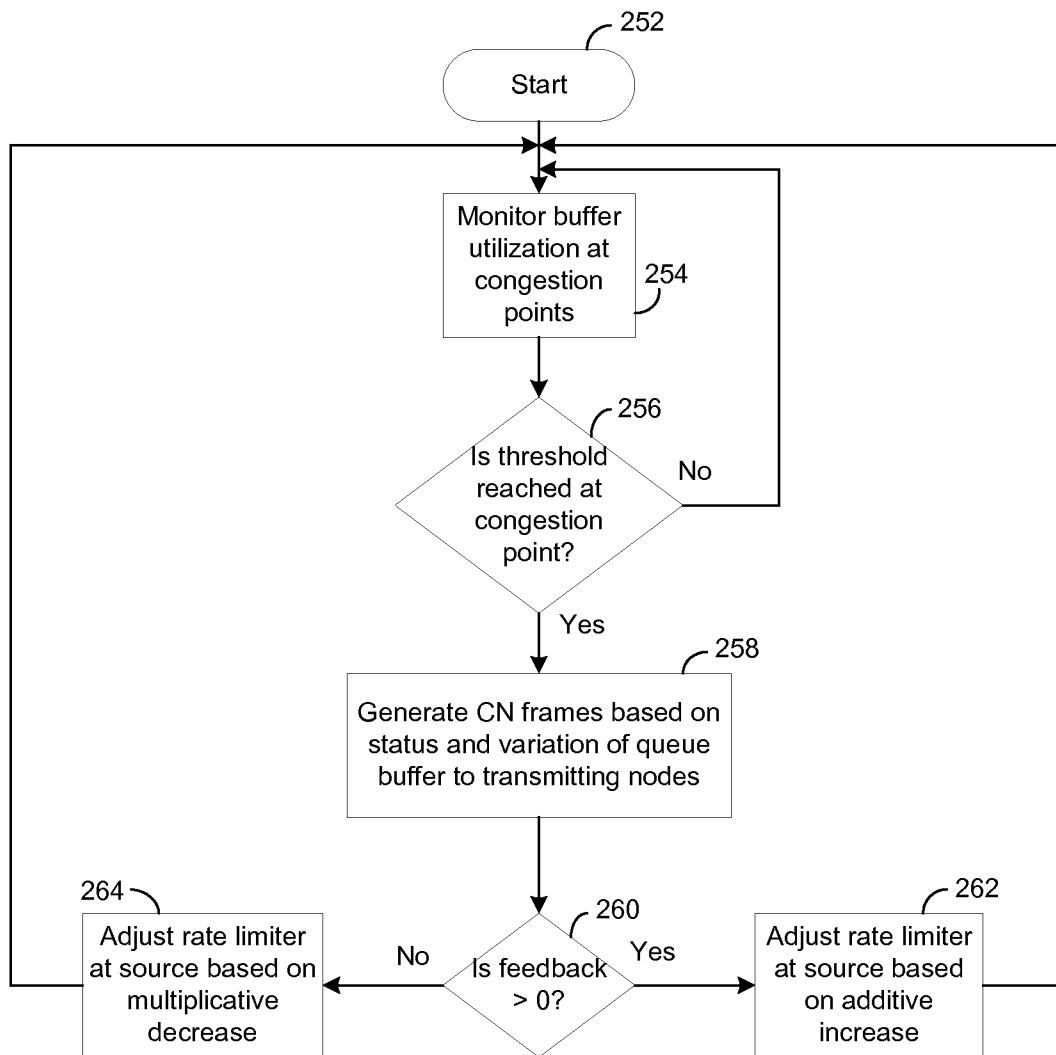 252
Start
Monitor buffer
utilization at
congestion
points
254
256
Is threshold
reached at
congestion
point?
No
Yes
258
Generate CN frames based on
status and variation of queue
buffer to transmitting nodes
264
Adjust rate limiter
at source based on
multiplicative
decrease
No
260
Is feedback
> 0?
Yes
262
Adjust rate limiter
at source based
on additive
increase